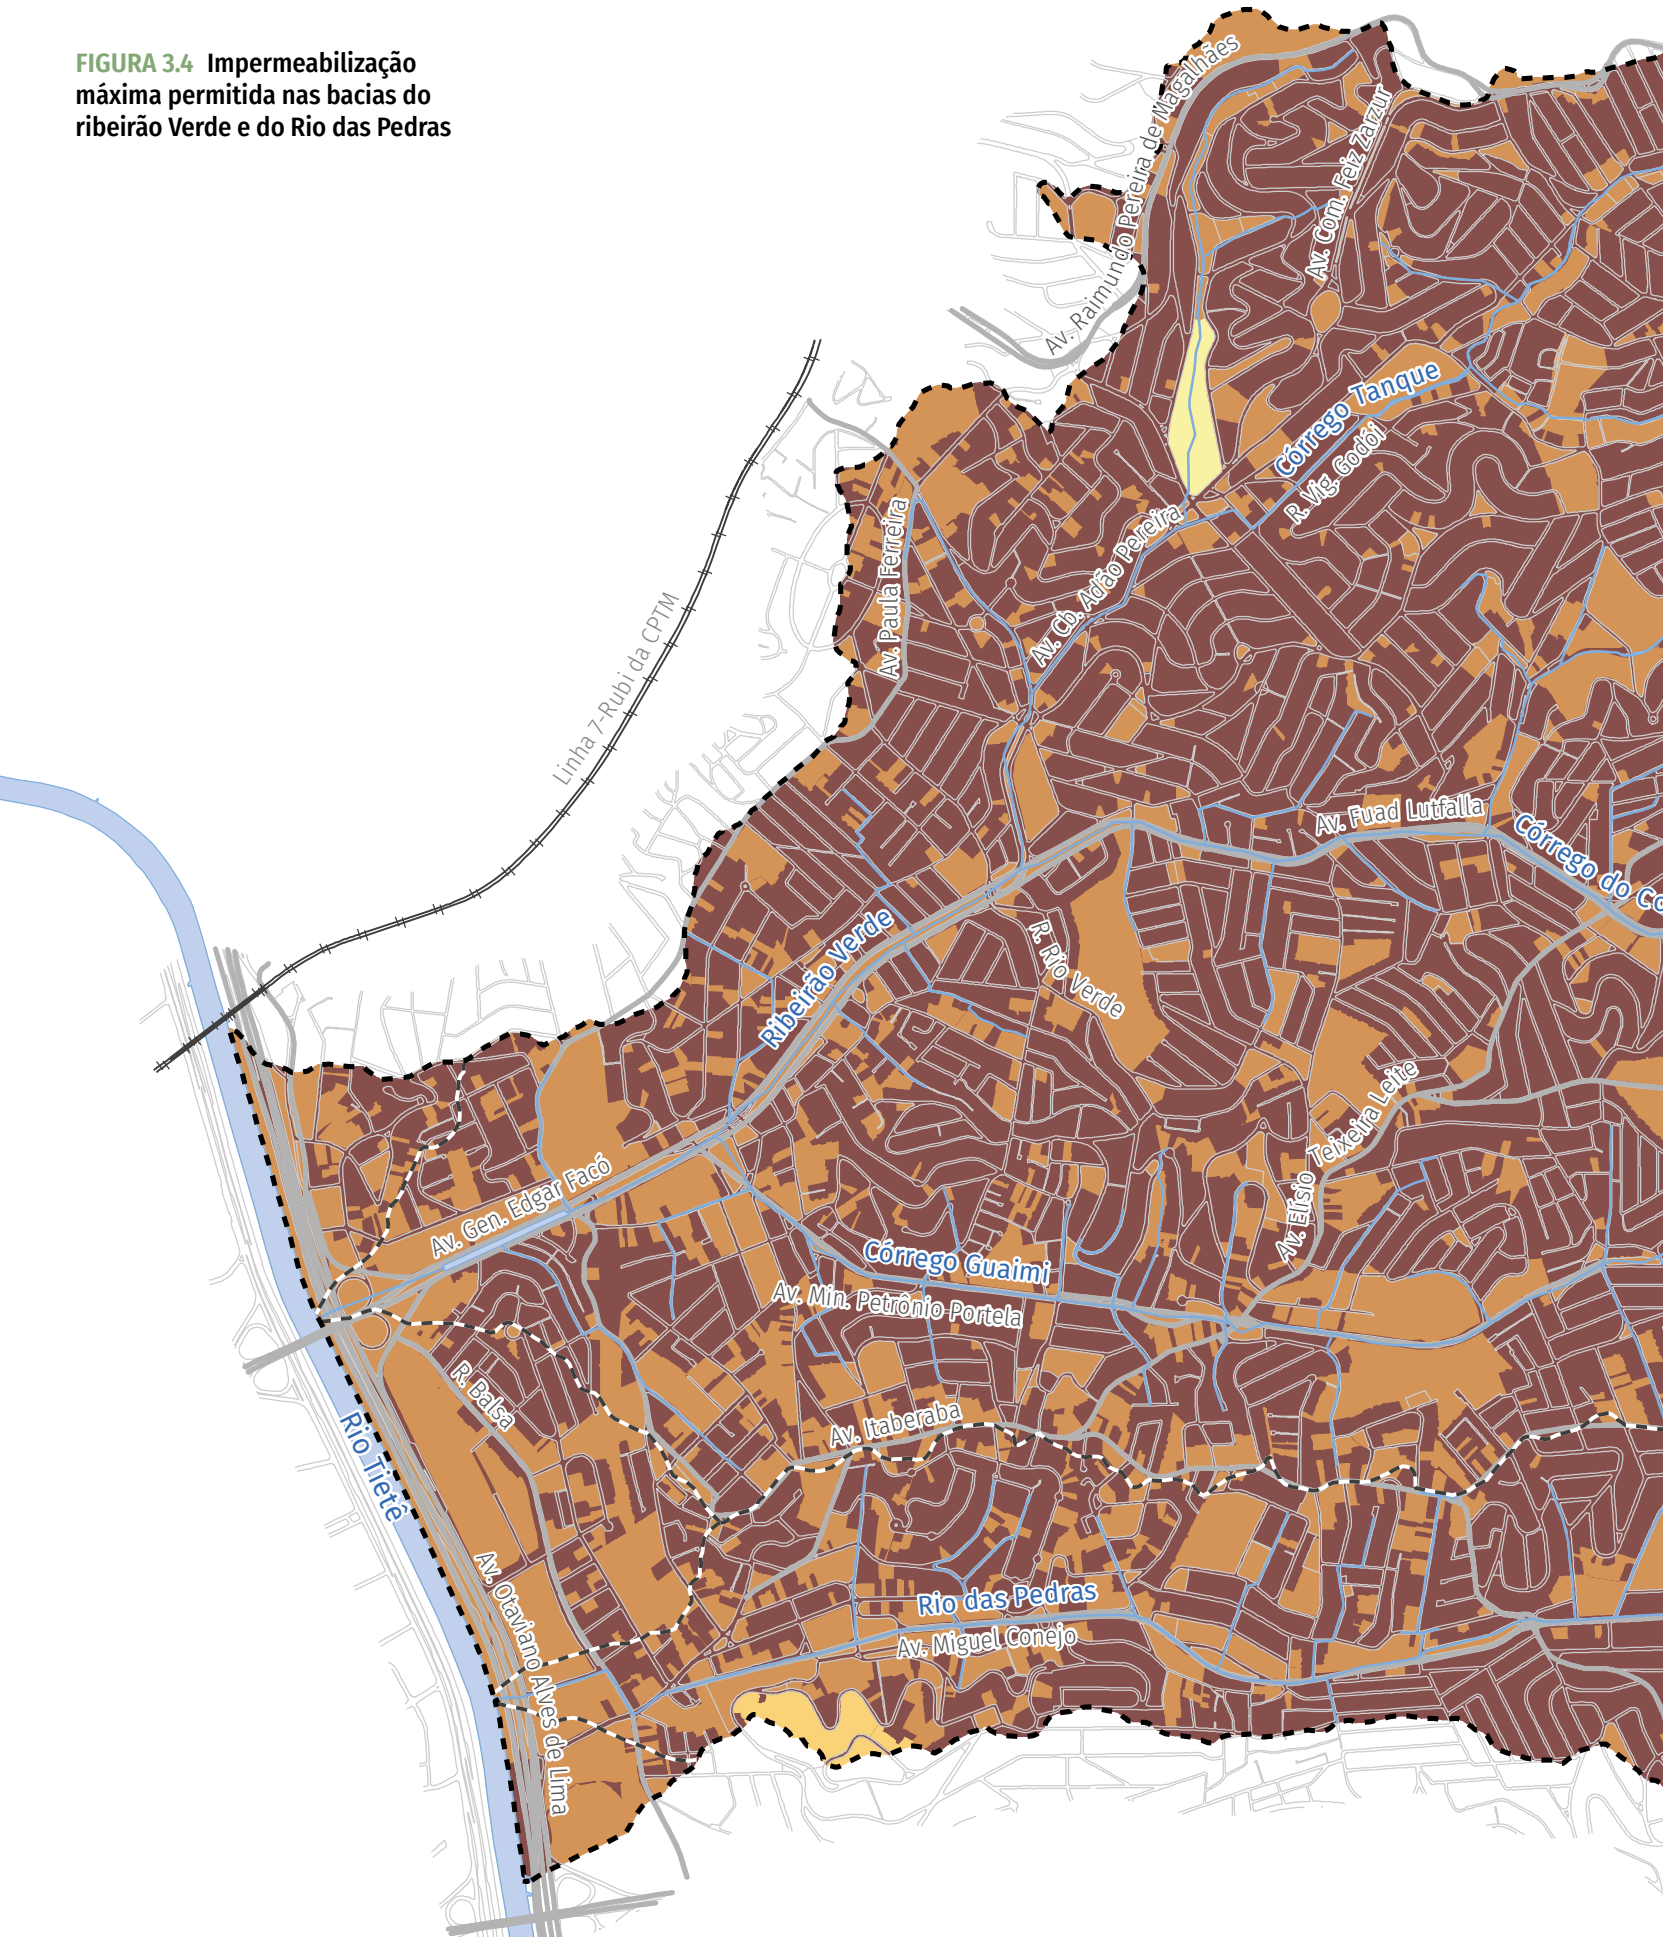 FIGURA 3.4 Impermeabilização
máxima permitida nas bacias do
ribeirão Verde e do Rio das Pedras
Av. Raimundo Pereira de Magalhães
Av. Com. Feiz Zarzur
Córrego Tanque
R. Vig. Godói
Av. Paula Ferreira
Av. Cb. Adão Pereira
Linha 7-Rubi da CPTM
Av. Fuad Lutfalla
Córrego do Co
Ribeirão Verde
R. Rio Verde
Av. Elísio Teixeira Leite
Av. Gen. Edgar Facó
Córrego Guaimi
Av. Min. Petrônio Portela
R. Balsa
Av. Itaberaba
Rio Tietê
Rio das Pedras
Av. Miguel Conejo
Av. Otaviano Alves de Lima